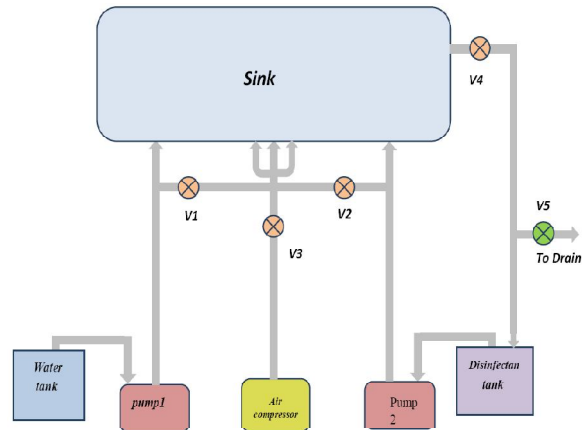 Sink
V4
V1
V2
V5
V3
To Drain
Water
tank
pump1
Air
compressor
Pump
2
Disinfectan
tank